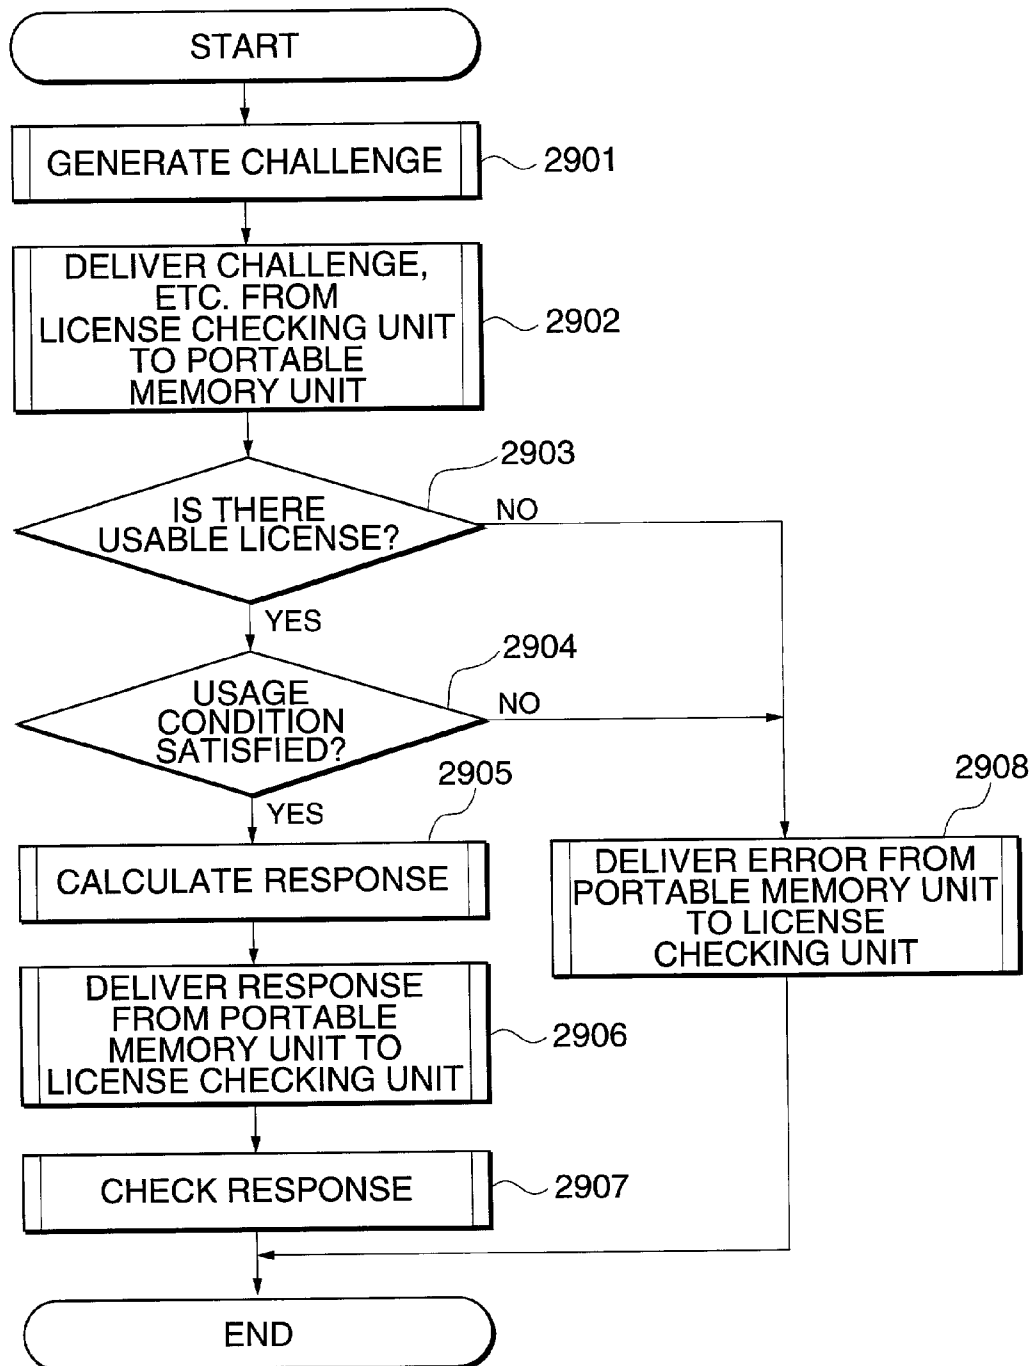 START
GENERATE CHALLENGE
2901
DELIVER CHALLENGE,
ETC. FROM
LICENSE CHECKING UNIT
TO PORTABLE
MEMORY UNIT
2902
2903
IS THERE
USABLE LICENSE?
NO
YES
2904
USAGE
CONDITION
SATISFIED?
NO
YES
2905
CALCULATE RESPONSE
2908
DELIVER ERROR FROM
PORTABLE MEMORY UNIT
TO LICENSE
CHECKING UNIT
DELIVER RESPONSE
FROM PORTABLE
MEMORY UNIT TO
LICENSE CHECKING UNIT
2906
CHECK RESPONSE
2907
END